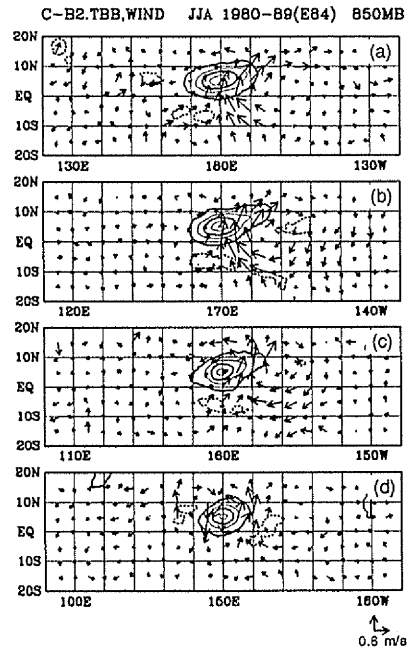 C-B2.TBB,WIND JJA 1980-89(E84) 850MB
20N
10N
EQ
10S
20S
(a)
130E 180E 130W
20N
10N
EQ
10S
20S
(b)
120E 170E 140W
20N
10N
EQ
10S
20S
(c)
110E 160E 150W
20N
10N
EQ
10S
20S
(d)
100E 150E 160W
0.6 m/s